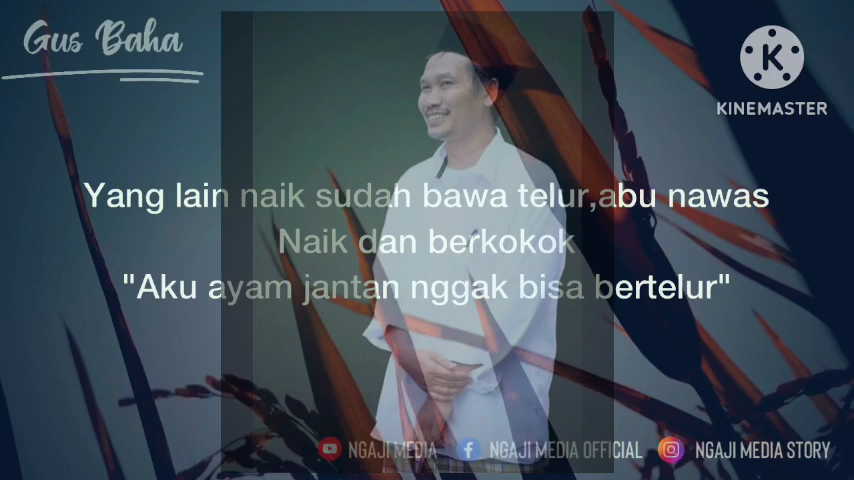 Gus Baha
KINEMASTER
Yang lain naik sudah bawa telur,abu nawas
Naik dan berkokok
"Aku ayam jantan nggak bisa bertelur"
NGAJI MEDIA NGAJI MEDIA OFFICIAL NGAJI MEDIA STORY